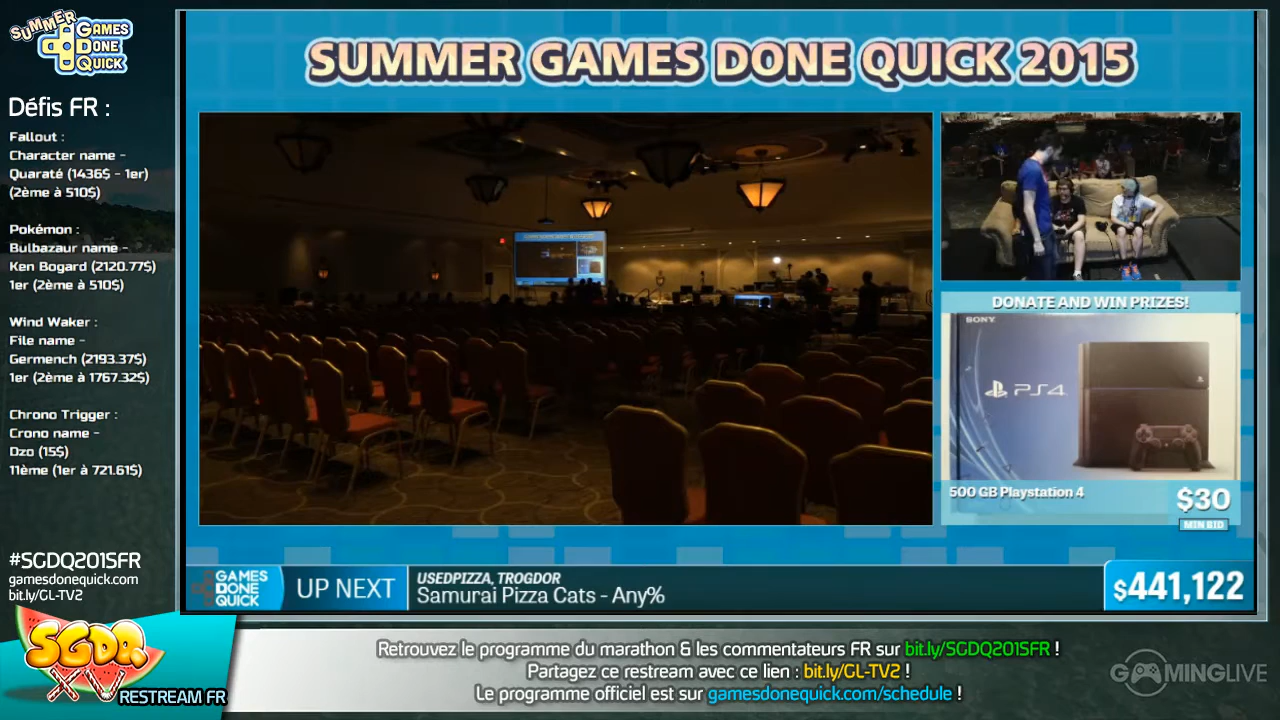 SUMMER
GAMES
DONE
QUICK
Défis FR :
Fallout :
Character name -
Quaraté (1436$ - 1er)
(2ème à 510$)
Pokémon :
Bulbazaur name -
Ken Bogard (2120.77$)
1er (2ème à 510$)
Wind Waker :
File name -
Germench (2193.37$)
1er (2ème à 1767.32$)
Chrono Trigger :
Crono name -
Dzo (15$)
11ème (1er à 721.61$)
#SGDQ2015FR
gamesdonequick.com
bit.ly/GL-TV2
SGDQ
RESTREAM FR
SUMMER GAMES DONE QUICK 2015
DONATE AND WIN PRIZES!
SONY
PS4
500 GB Playstation 4
$30
MIN BID
GAMES
DONE
QUICK
UP NEXT
USEDPIZZA, TROGDOR
Samurai Pizza Cats - Any%
$441,122
Retrouvez le programme du marathon & les commentateurs FR sur bit.ly/SGDQ2015FR !
Partagez ce restream avec ce lien : bit.ly/GL-TV2 !
Le programme officiel est sur gamesdonequick.com/schedule !
GAMINGLIVE